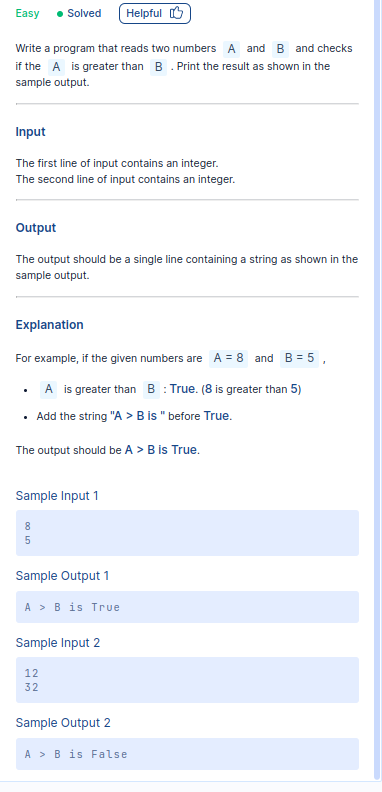 Easy Solved Helpful
Write a program that reads two numbers A and B and checks
if the A is greater than B . Print the result as shown in the
sample output.
Input
The first line of input contains an integer.
The second line of input contains an integer.
Output
The output should be a single line containing a string as shown in the
sample output.
Explanation
For example, if the given numbers are A = 8 and B = 5 ,
• A is greater than B : True. (8 is greater than 5)
• Add the string "A > B is " before True.
The output should be A > B is True.
Sample Input 1
8
5
Sample Output 1
A > B is True
Sample Input 2
12
32
Sample Output 2
A > B is False